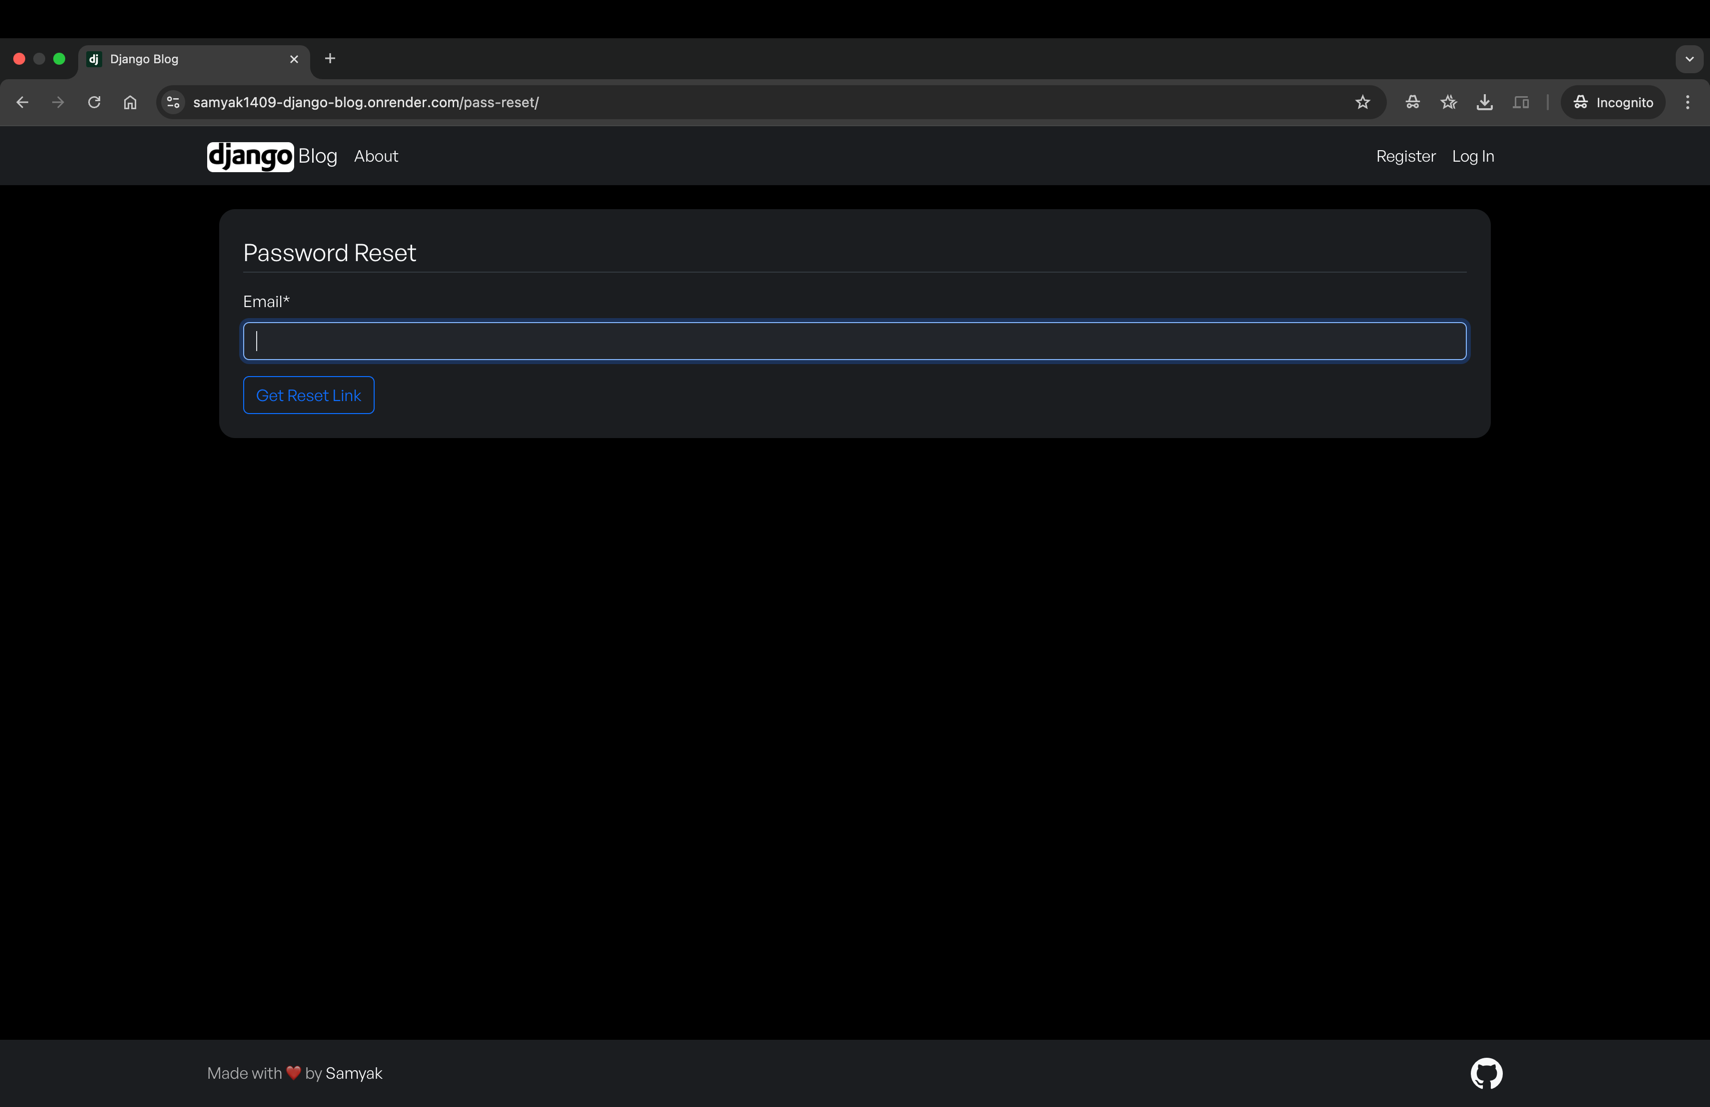 dj Django Blog
samyak1409-django-blog.onrender.com/pass-reset/
Incognito
django Blog About Register Log In
Password Reset
Email*
Get Reset Link
Made with ❤️ by Samyak